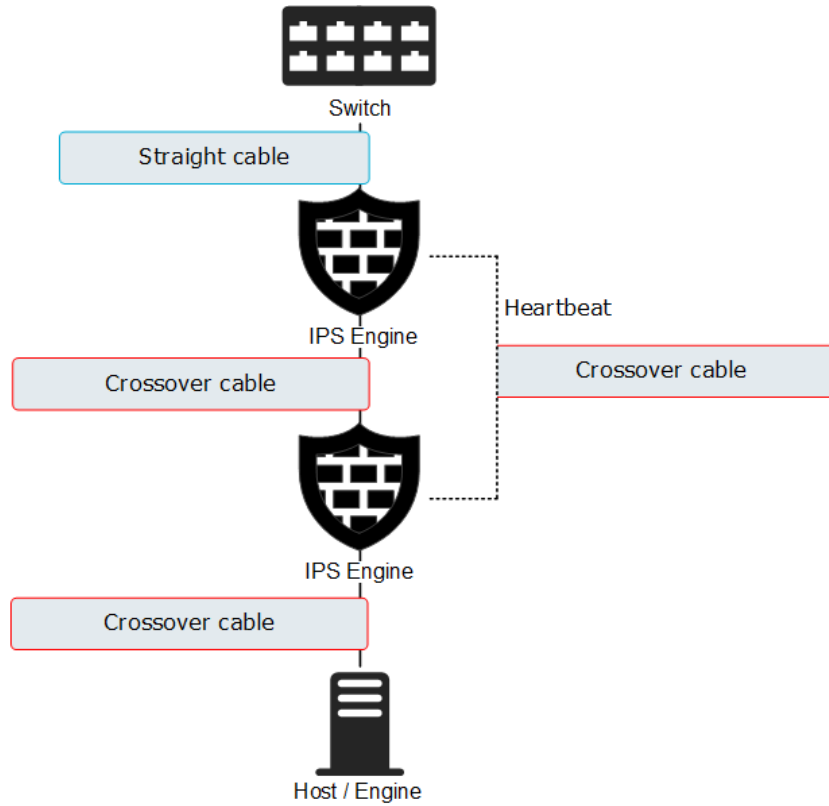 Switch
Straight cable
Heartbeat
IPS Engine
Crossover cable
Crossover cable
IPS Engine
Crossover cable
Host / Engine